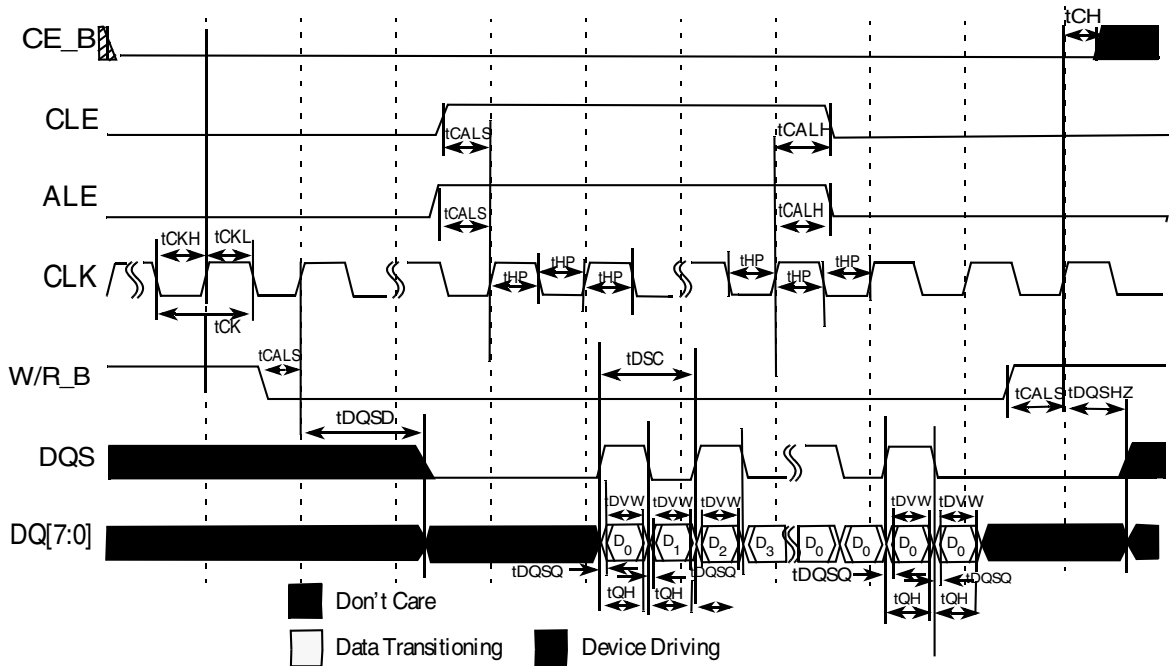 tCH
CE_B
CLE
tCALS
tCALH
ALE
tCALS
tCALH
tCKH
tCKL
CLK
tHP
tHP
tHP
tHP
tHP
tHP
tCK
tCALS
W/R_B
tDSC
tCALS
tDQSHZ
tDQSD
DQS
tDVW
tDVW
tDVW
tDVW
tDVW
DQ[7:0]
D0
D1
D2
D3
D0
D0
D0
D0
tDQSQ
tDQSQ
tDQSQ
tDQSQ
tQH
tQH
tQH
tQH
Don't Care
Data Transitioning
Device Driving